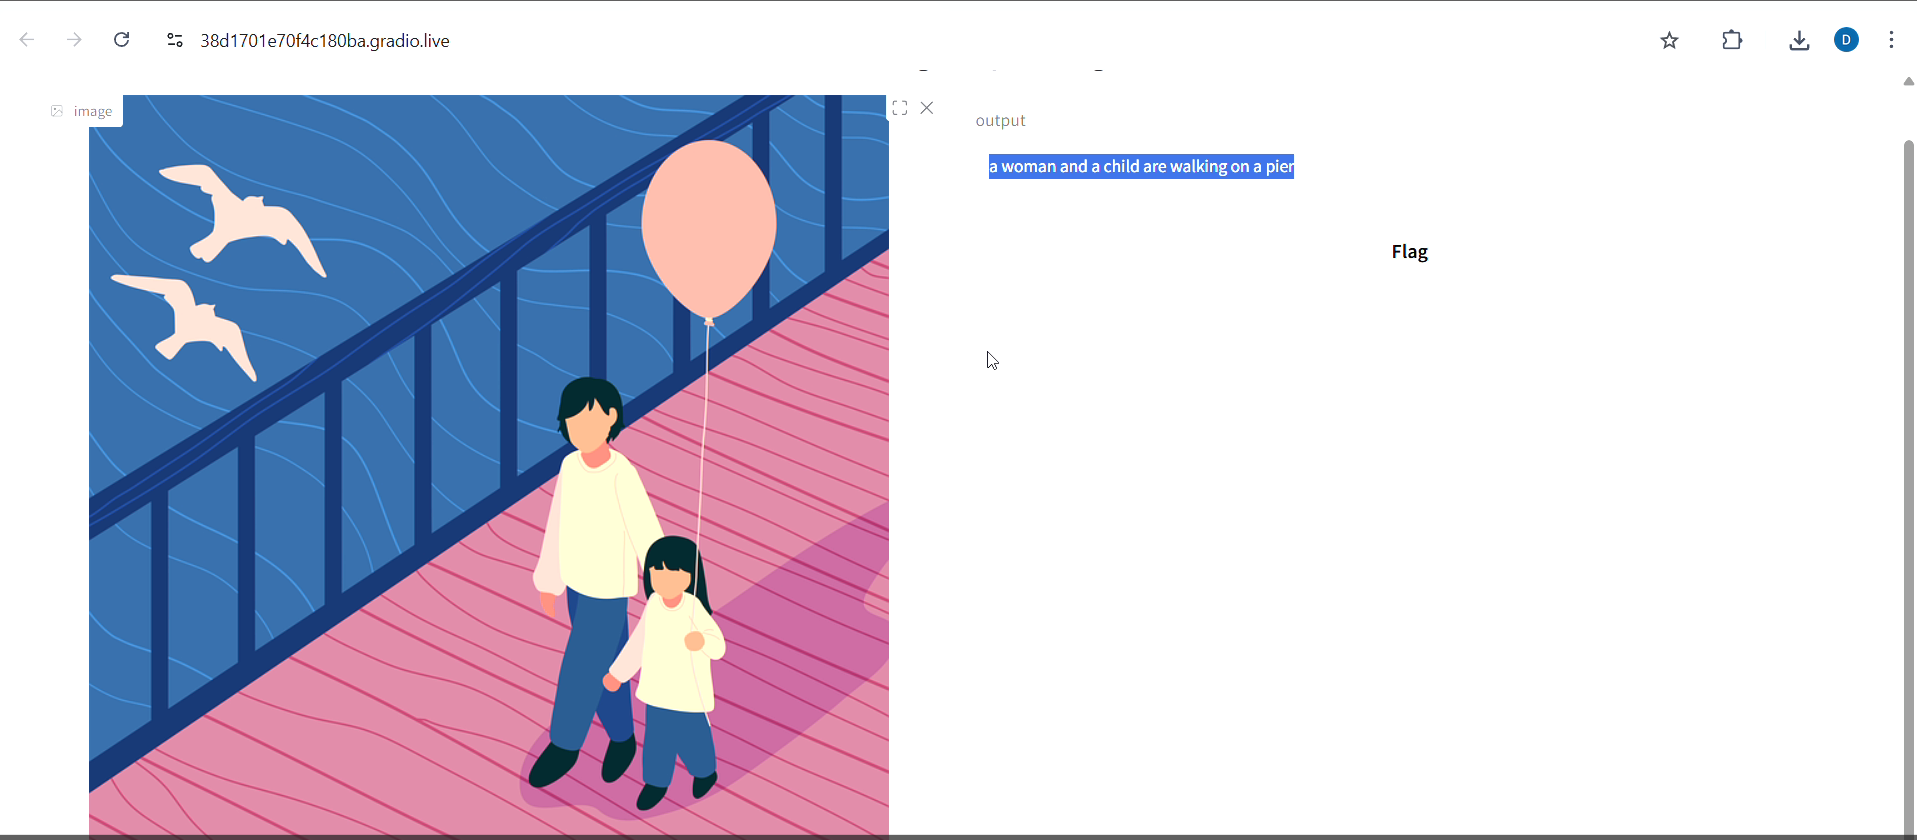 38d1701e70f4c180ba.gradio.live
D
image
output
a woman and a child are walking on a pier
Flag